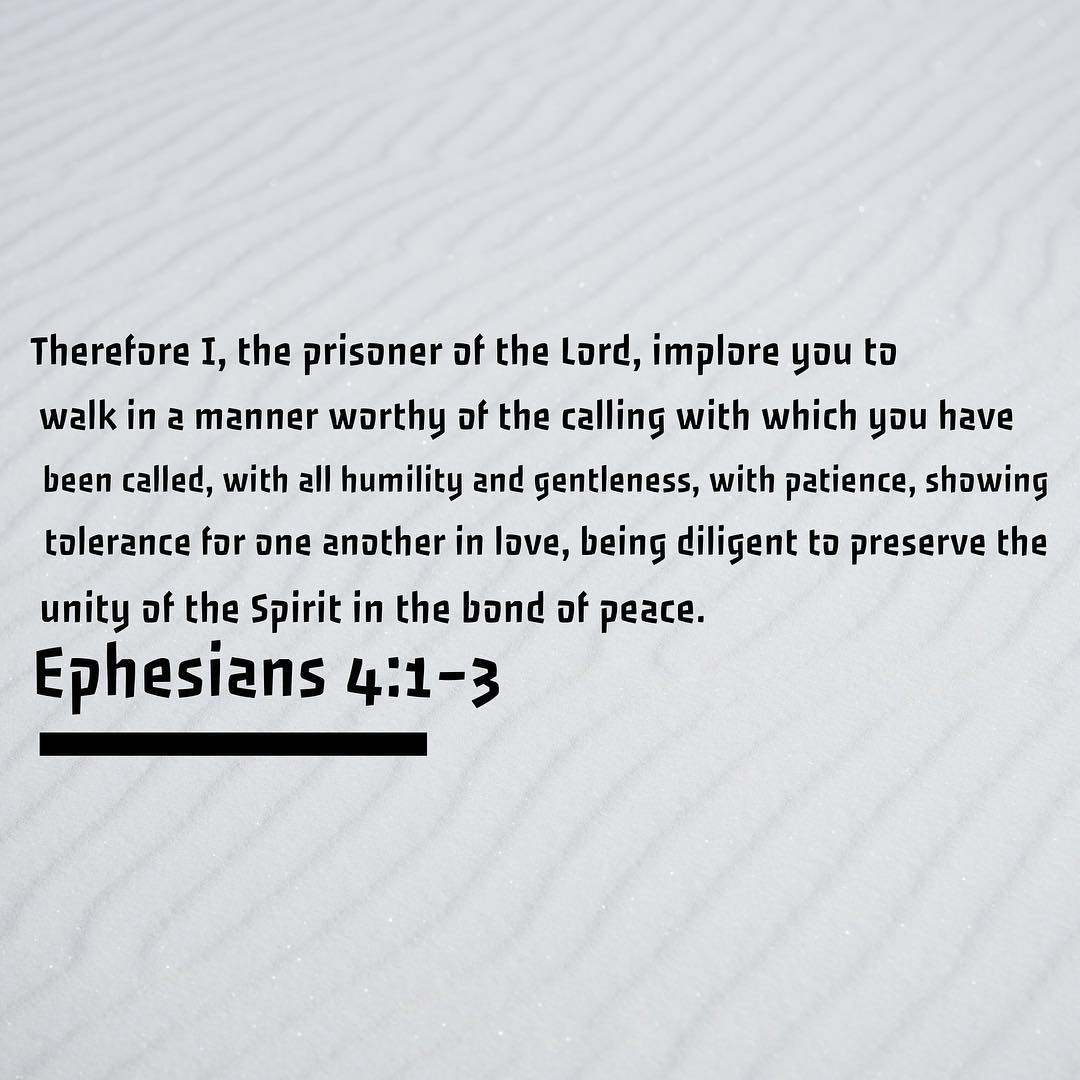 Therefore I, the prisoner of the Lord, implore you to
walk in a manner worthy of the calling with which you have
been called, with all humility and gentleness, with patience, showing
tolerance for one another in love, being diligent to preserve the
unity of the Spirit in the bond of peace.
Ephesians 4:1-3